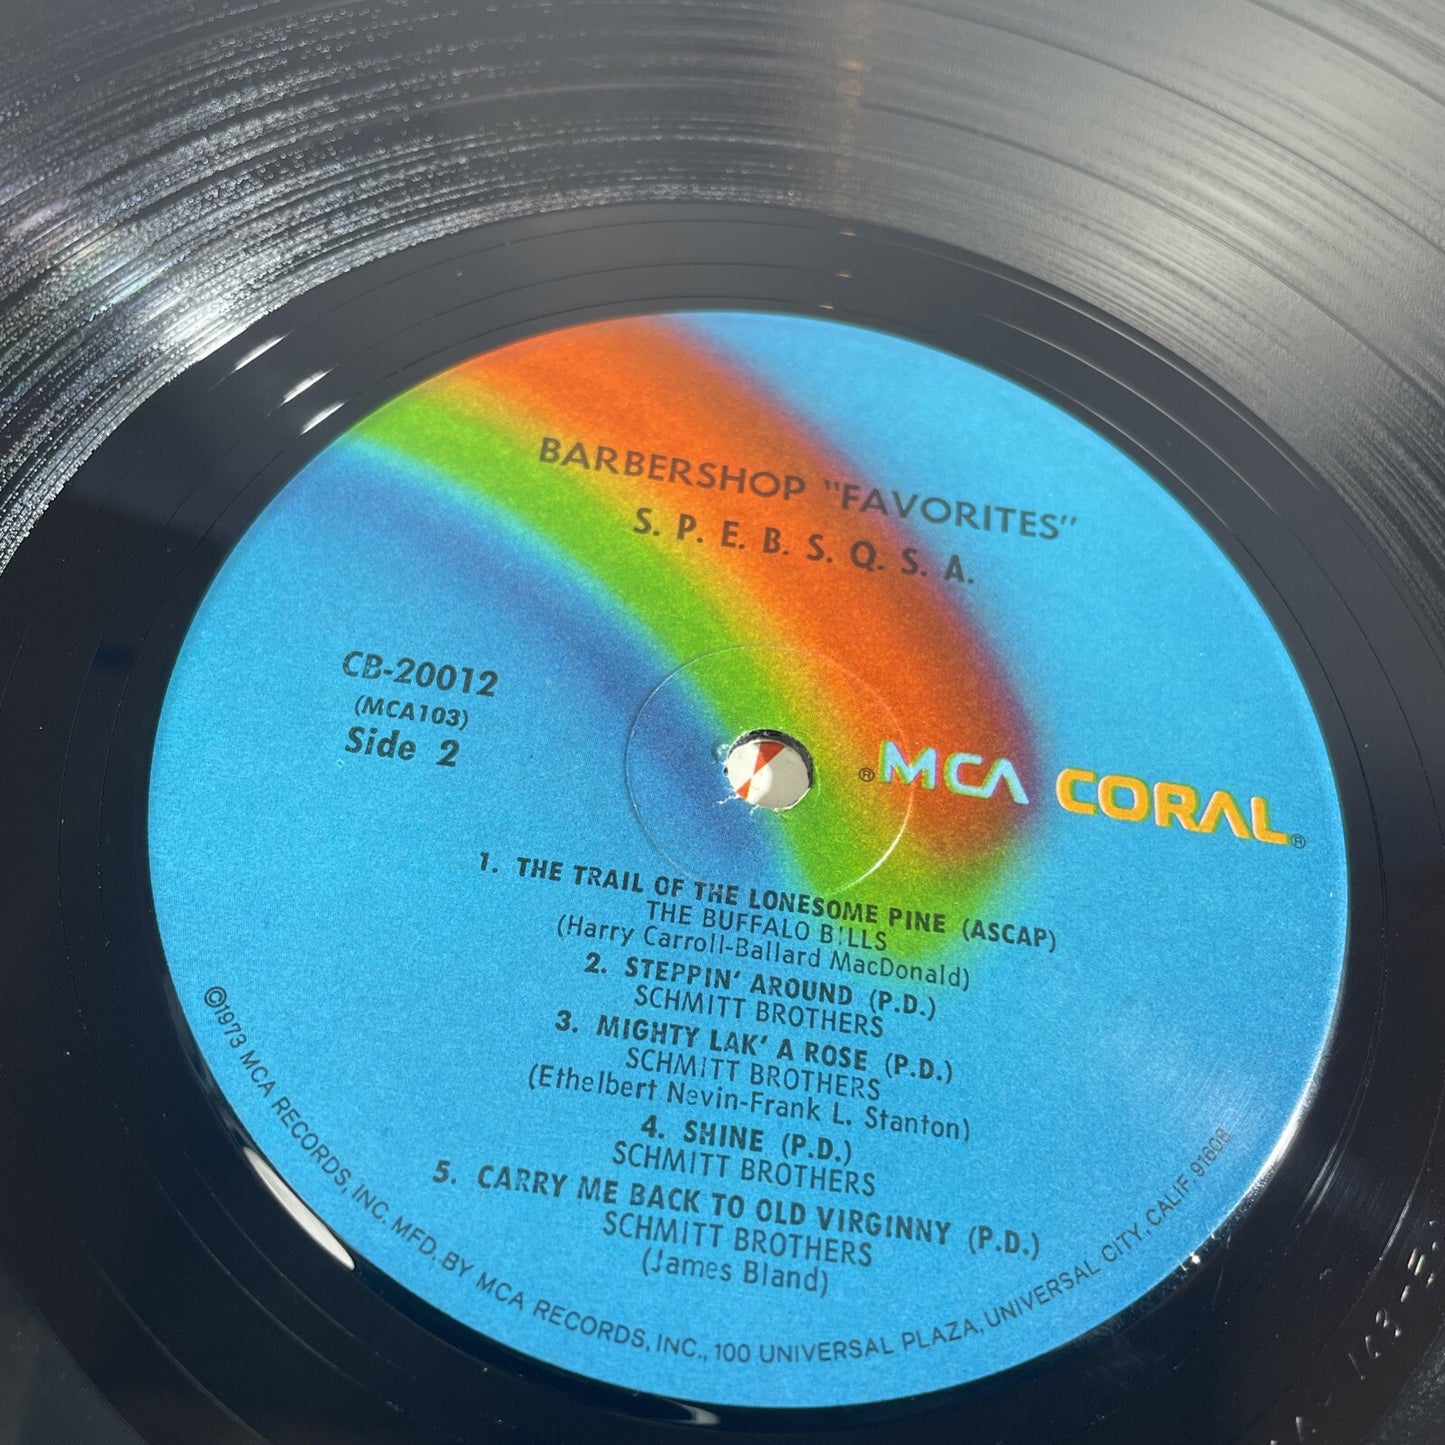 BARBERSHOP "FAVORITES"
S. P. E. B. S. Q. S. A.
CB-20012
(MCA103)
Side 2
®MCA CORAL®
1. THE TRAIL OF THE LONESOME PINE (ASCAP)
THE BUFFALO BILLS
(Harry Carroll-Ballard MacDonald)
2. STEPPIN' AROUND (P.D.)
SCHMITT BROTHERS
3. MIGHTY LAK' A ROSE (P.D.)
SCHMITT BROTHERS
(Ethelbert Nevin-Frank L. Stanton)
4. SHINE (P.D.)
SCHMITT BROTHERS
5. CARRY ME BACK TO OLD VIRGINNY (P.D.)
SCHMITT BROTHERS
(James Bland)
©1973 MCA RECORDS, INC. MFD. BY MCA RECORDS, INC., 100 UNIVERSAL PLAZA, UNIVERSAL CITY, CALIF 91608